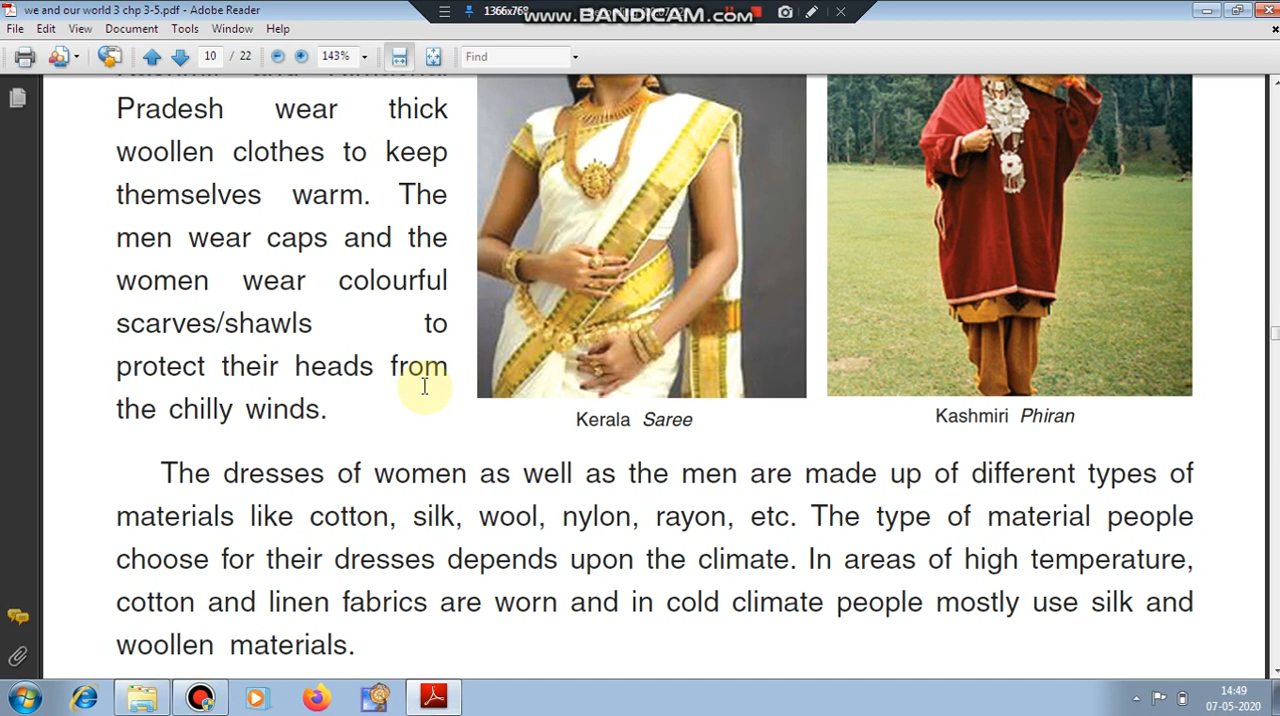 we and our world 3 chp 3-5.pdf - Adobe Reader
1366x768
www.BANDICAM.com
File Edit View Document Tools Window Help
10 / 22 143% Find
Pradesh wear thick
woollen clothes to keep
themselves warm. The
men wear caps and the
women wear colourful
scarves/shawls to
protect their heads from
the chilly winds.
Kerala Saree
Kashmiri Phiran
The dresses of women as well as the men are made up of different types of
materials like cotton, silk, wool, nylon, rayon, etc. The type of material people
choose for their dresses depends upon the climate. In areas of high temperature,
cotton and linen fabrics are worn and in cold climate people mostly use silk and
woollen materials.
14:49
07-05-2020